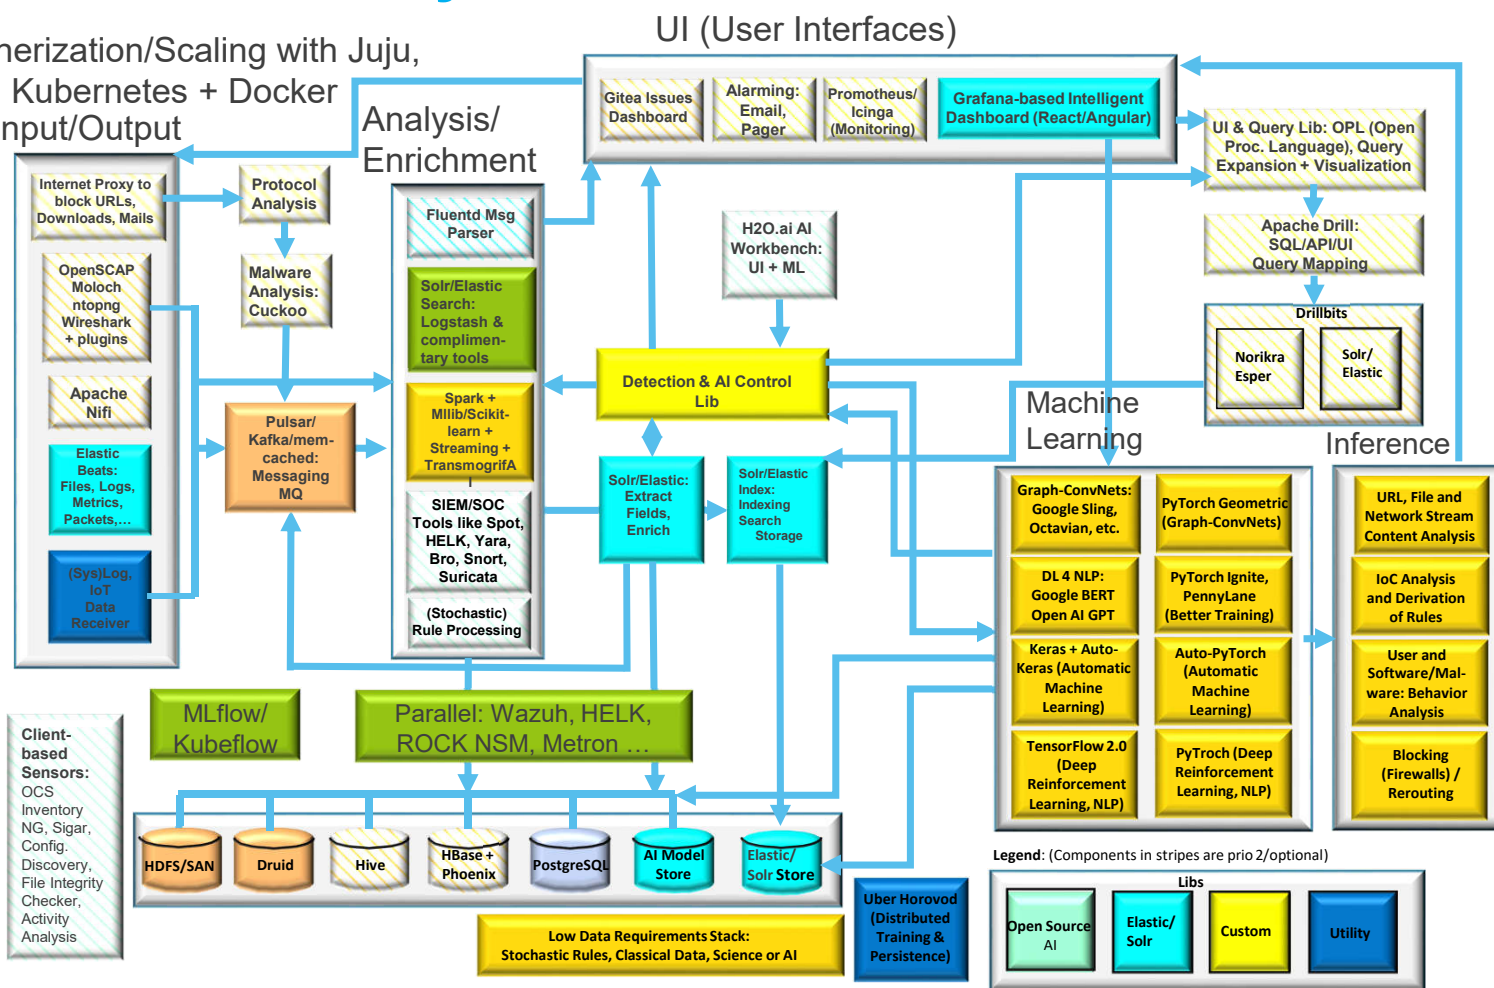 UI (User Interfaces)
nerization/Scaling with Juju,
Kubernetes + Docker
nput/Output
Analysis/
Enrichment
Gitea Issues
Dashboard
Alarming:
Email,
Pager
Promotheus/
Icinga
(Monitoring)
Grafana-based Intelligent
Dashboard (React/Angular)
UI & Query Lib: OPL (Open
Proc. Language), Query
Expansion + Visualization
Apache Drill:
SQL/API/UI
Query Mapping
Drillbits
Norikra
Esper
Solr/
Elastic
Internet Proxy to
block URLs,
Downloads, Mails
Protocol
Analysis
OpenSCAP
Moloch
ntopng
Wireshark
+ plugins
Malware
Analysis:
Cuckoo
Apache
Nifi
Elastic
Beats:
Files, Logs,
Metrics,
Packets,...
(Sys)Log,
IoT
Data
Receiver
Pulsar/
Kafka/mem-
cached:
Messaging
MQ
Fluentd Msg
Parser
Solr/Elastic
Search:
Logstash &
complimen-
tary tools
Spark +
Mllib/Scikit-
learn +
Streaming +
TransmogrifA
I
SIEM/SOC
Tools like Spot,
HELK, Yara,
Bro, Snort,
Suricata
(Stochastic)
Rule Processing
H2O.ai AI
Workbench:
UI + ML
Detection & AI Control
Lib
Solr/Elastic:
Extract
Fields,
Enrich
Solr/Elastic
Index:
Indexing
Search
Storage
Machine
Learning
Graph-ConvNets:
Google Sling,
Octavian, etc.
PyTorch Geometric
(Graph-ConvNets)
DL 4 NLP:
Google BERT
Open AI GPT
PyTorch Ignite,
PennyLane
(Better Training)
Keras + Auto-
Keras (Automatic
Machine
Learning)
Auto-PyTorch
(Automatic
Machine
Learning)
TensorFlow 2.0
(Deep
Reinforcement
Learning, NLP)
PyTroch (Deep
Reinforcement
Learning, NLP)
Inference
URL, File and
Network Stream
Content Analysis
IoC Analysis
and Derivation
of Rules
User and
Software/Mal-
ware: Behavior
Analysis
Blocking
(Firewalls) /
Rerouting
MLflow/
Kubeflow
Parallel: Wazuh, HELK,
ROCK NSM, Metron ...
Client-
based
Sensors:
OCS
Inventory
NG, Sigar,
Config.
Discovery,
File Integrity
Checker,
Activity
Analysis
HDFS/SAN
Druid
Hive
HBase +
Phoenix
PostgreSQL
AI Model
Store
Elastic/
Solr Store
Low Data Requirements Stack:
Stochastic Rules, Classical Data, Science or AI
Uber Horovod
(Distributed
Training &
Persistence)
Legend: (Components in stripes are prio 2/optional)
Libs
Open Source
AI
Elastic/
Solr
Custom
Utility